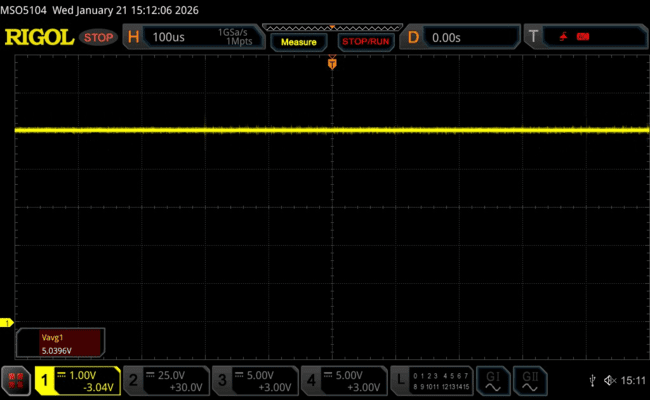 MSO5104 Wed January 21 15:12:06 2026
RIGOL STOP H 100us 1GSa/s 1Mpts Measure STOP/RUN D 0.00s T
T
1
Vavg1
5.0396V
1 1.00V -3.04V 2 25.0V +30.0V 3 5.00V +3.00V 4 5.00V +3.00V L 0 1 2 3 4 5 6 7 8 9 10 11 12 13 14 15 GI GII 15:11